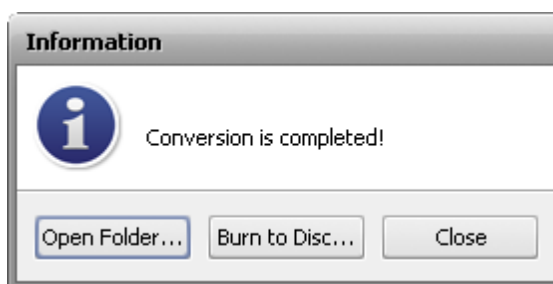 Information
Conversion is completed!
Open Folder... Burn to Disc... Close